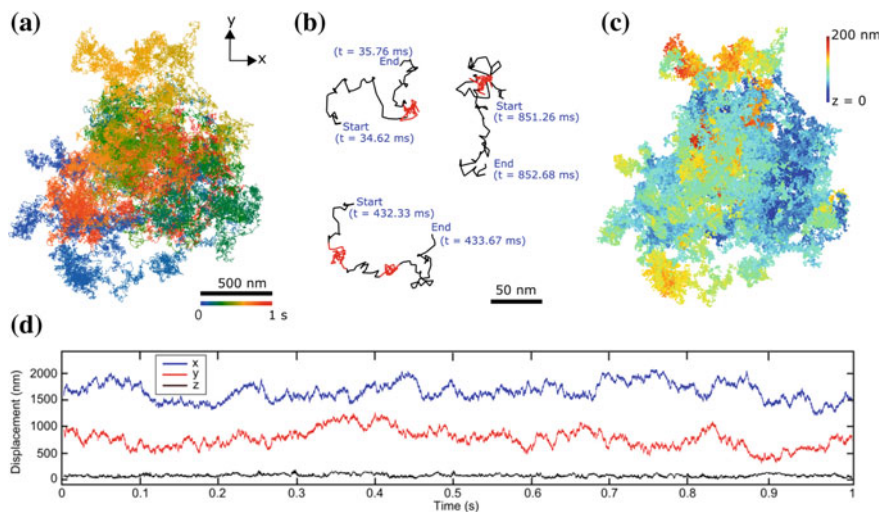 (a)
y
x
500 nm
0
1 s
(b)
(t = 35.76 ms)
End
Start
(t = 34.62 ms)
Start
(t = 851.26 ms)
End
(t = 852.68 ms)
Start
(t = 432.33 ms)
End
(t = 433.67 ms)
50 nm
(c)
200 nm
z = 0
(d)
x
y
z
Displacement (nm)
2000
1500
1000
500
0
0 0.1 0.2 0.3 0.4 0.5 0.6 0.7 0.8 0.9 1
Time (s)